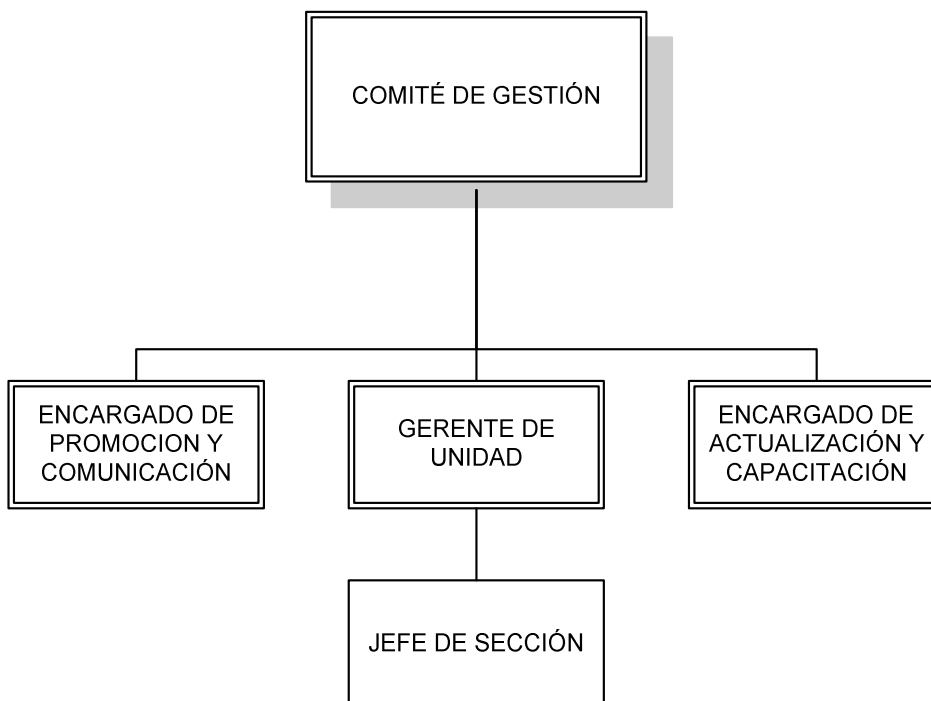 COMITÉ DE GESTIÓN
ENCARGADO DE
PROMOCION Y
COMUNICACIÓN
GERENTE DE
UNIDAD
ENCARGADO DE
ACTUALIZACIÓN Y
CAPACITACIÓN
JEFE DE SECCIÓN